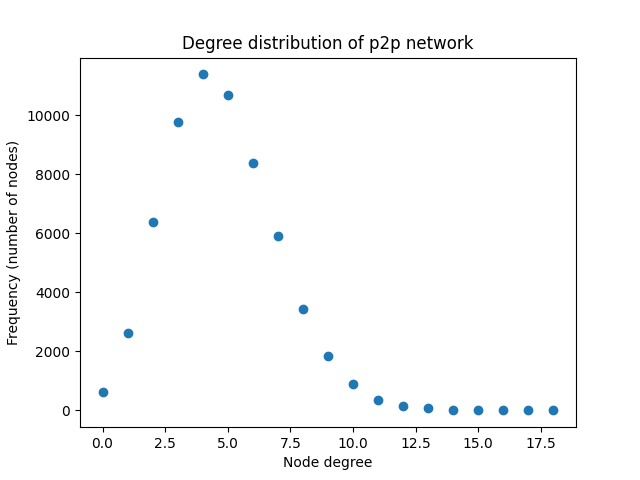 Degree distribution of p2p network
Frequency (number of nodes)
10000
8000
6000
4000
2000
0
0.0 2.5 5.0 7.5 10.0 12.5 15.0 17.5
Node degree